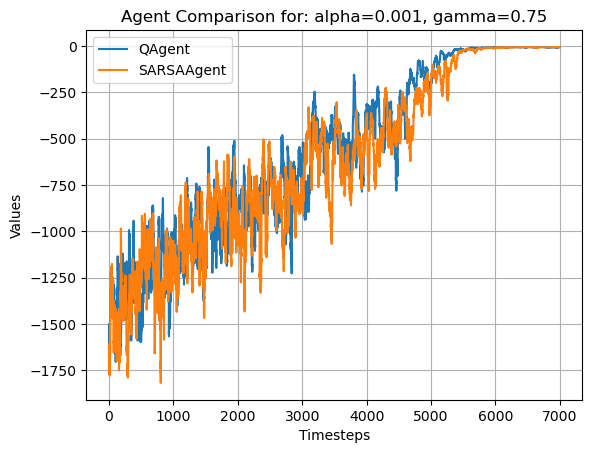 Agent Comparison for: alpha=0.001, gamma=0.75
QAgent
SARSAAgent
0
−250
−500
−750
−1000
−1250
−1500
−1750
Values
0 1000 2000 3000 4000 5000 6000 7000
Timesteps